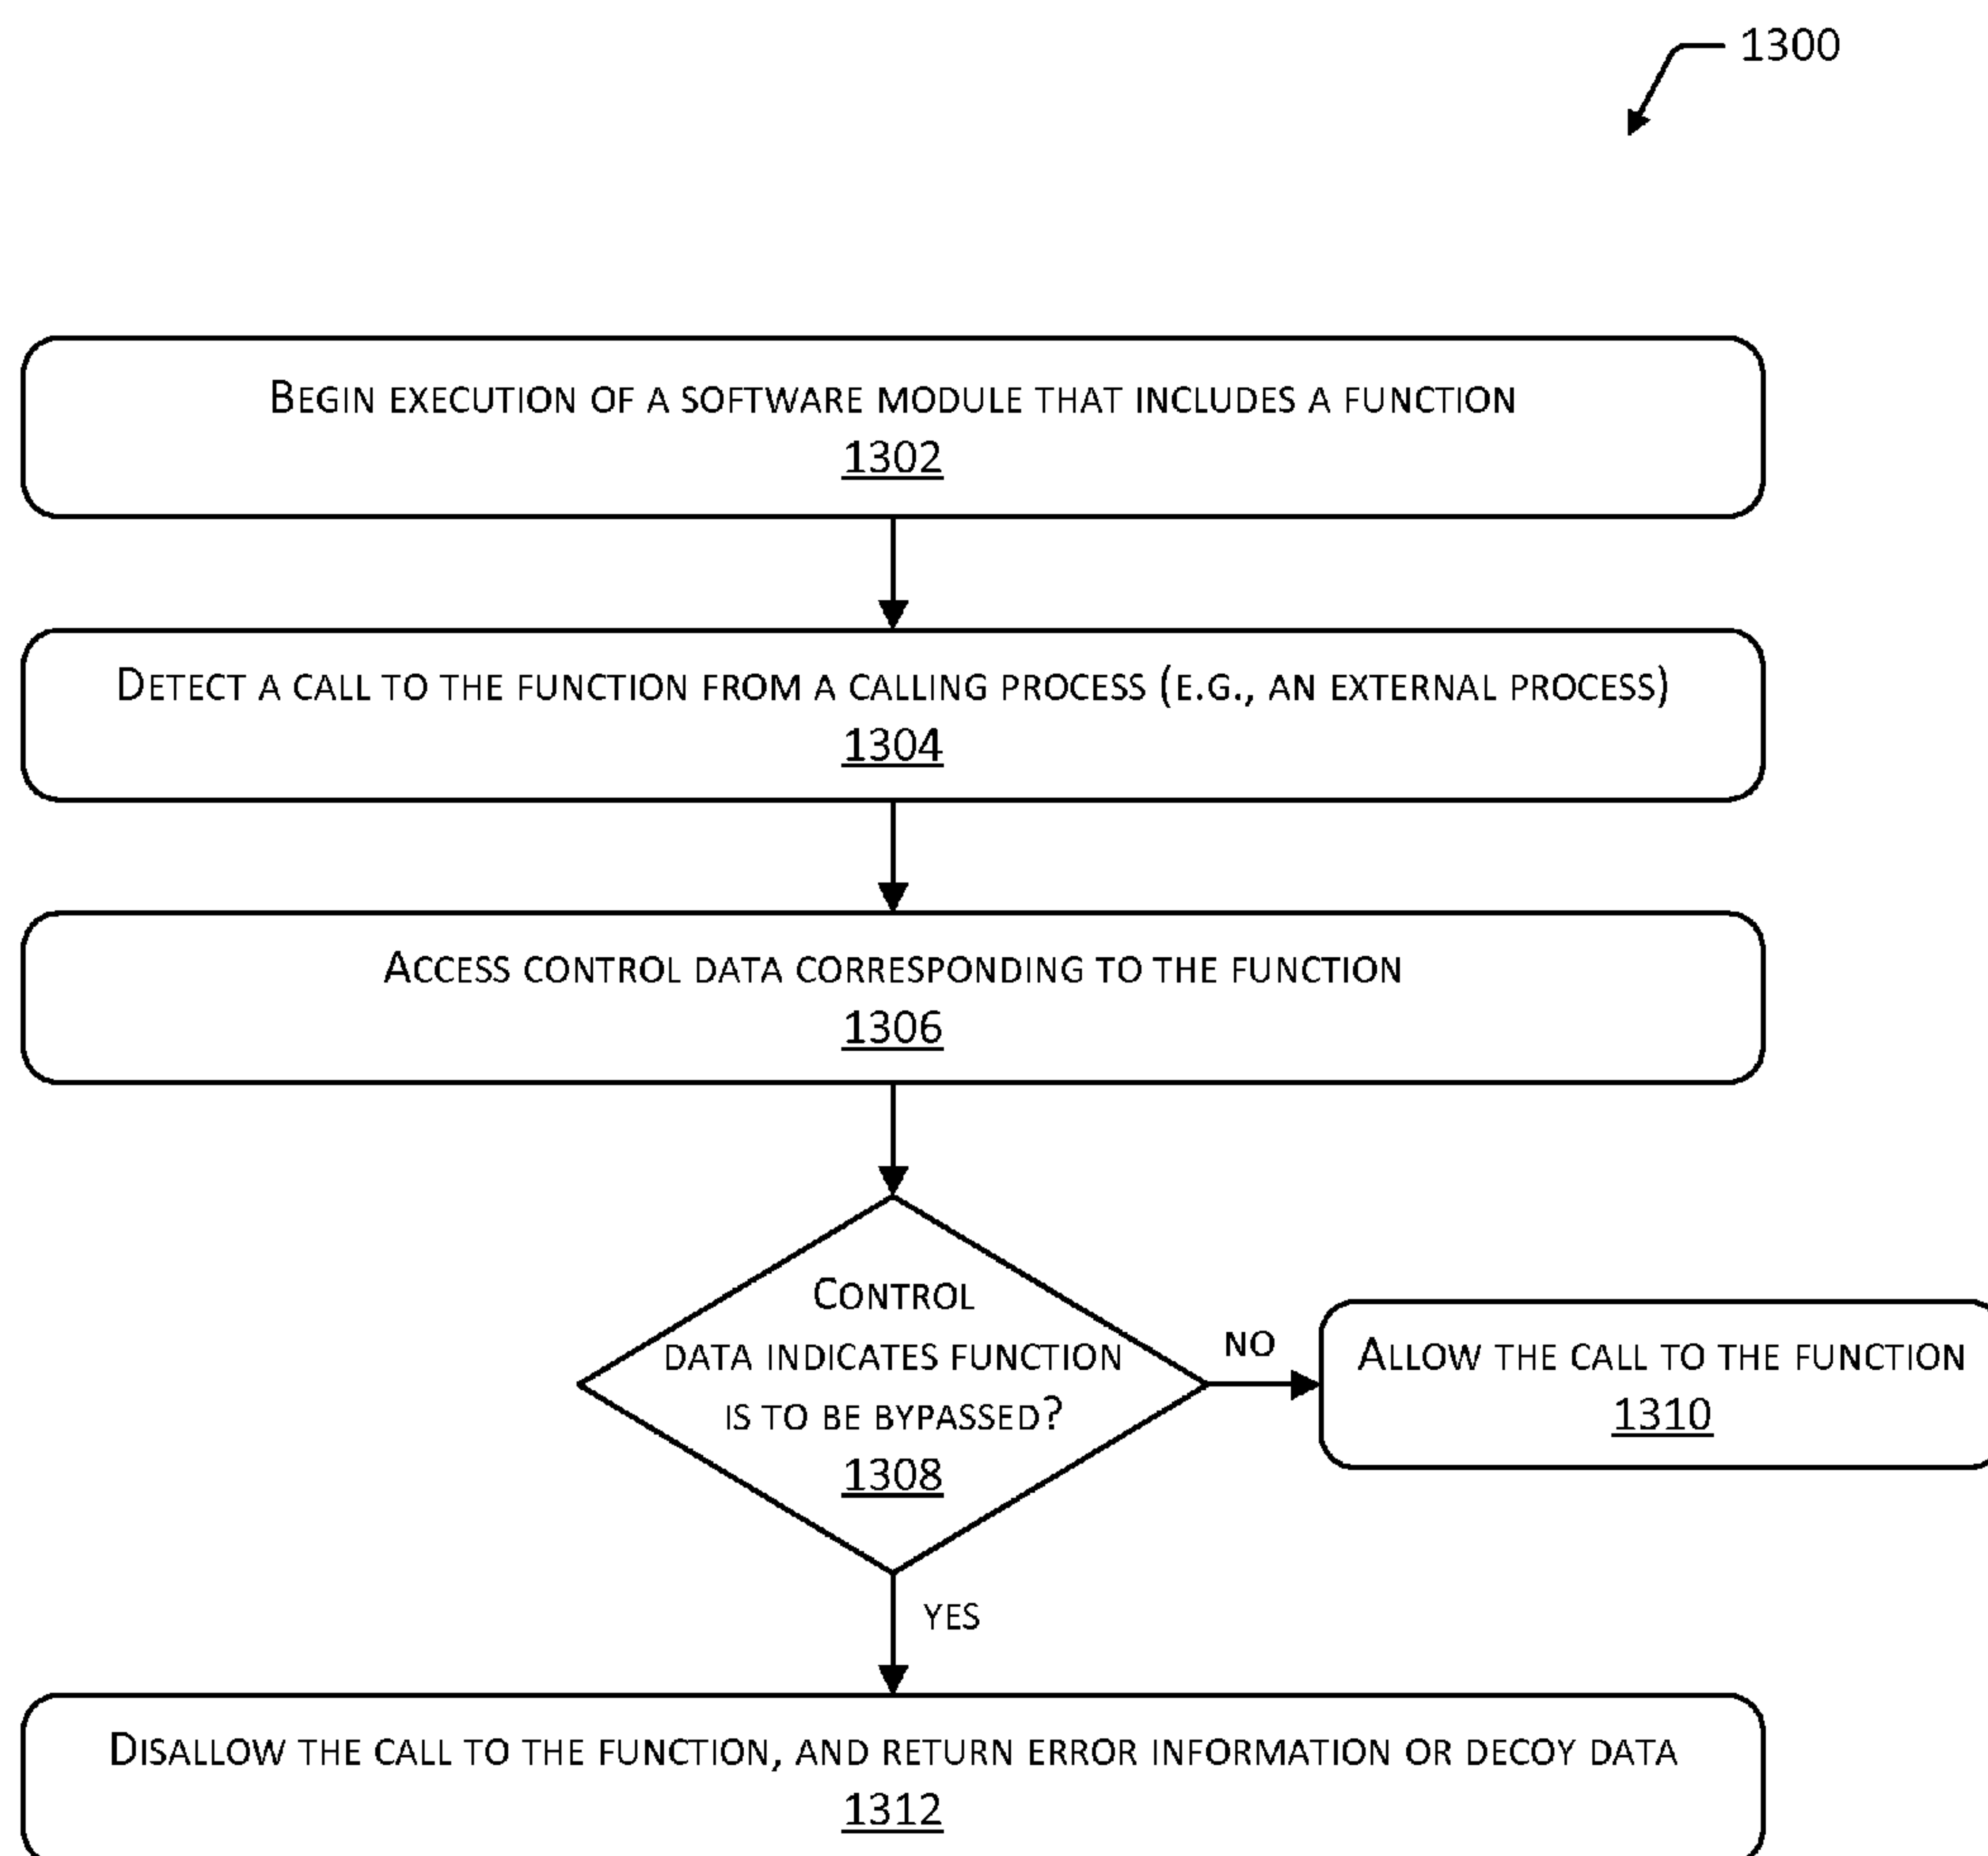 1300
BEGIN EXECUTION OF A SOFTWARE MODULE THAT INCLUDES A FUNCTION
1302
DETECT A CALL TO THE FUNCTION FROM A CALLING PROCESS (E.G., AN EXTERNAL PROCESS)
1304
ACCESS CONTROL DATA CORRESPONDING TO THE FUNCTION
1306
CONTROL
DATA INDICATES FUNCTION
IS TO BE BYPASSED?
1308
NO
ALLOW THE CALL TO THE FUNCTION
1310
YES
DISALLOW THE CALL TO THE FUNCTION, AND RETURN ERROR INFORMATION OR DECOY DATA
1312